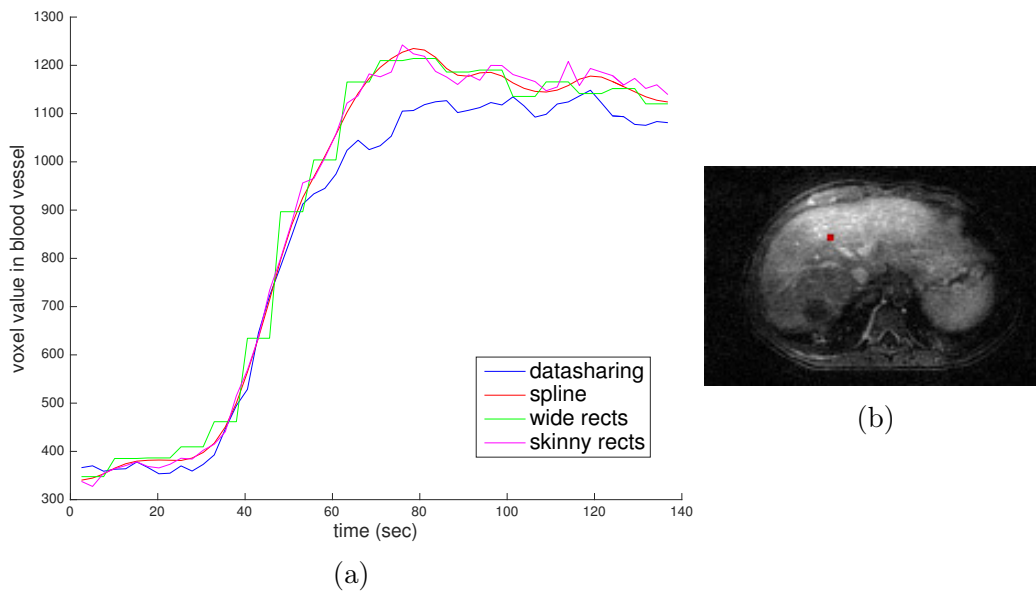 1300
1200
1100
1000
900
800
700
600
500
400
300
voxel value in blood vessel
0
20
40
60
80
100
120
140
time (sec)
datasharing
spline
wide rects
skinny rects
(a)
(b)